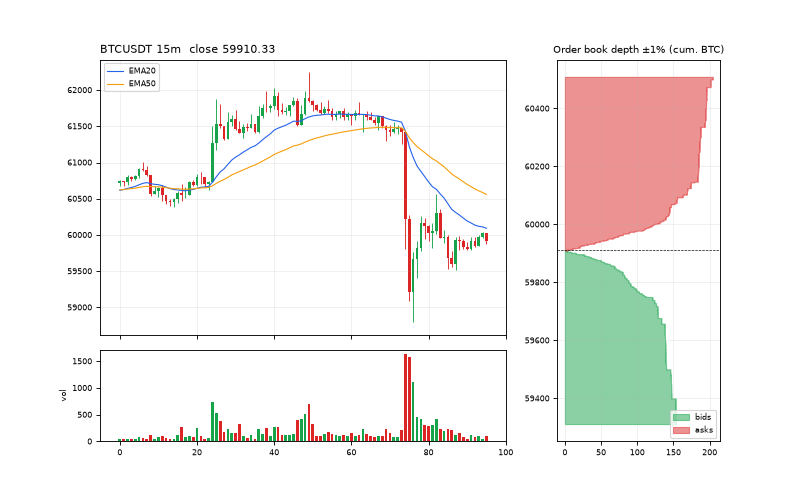 BTCUSDT 15m  close 59910.33
Order book depth ±1% (cum. BTC)
EMA20
EMA50
62000
61500
61000
60500
60000
59500
59000
60400
60200
60000
59800
59600
59400
bids
asks
vol
1500
1000
500
0
0 20 40 60 80 100
0 50 100 150 200